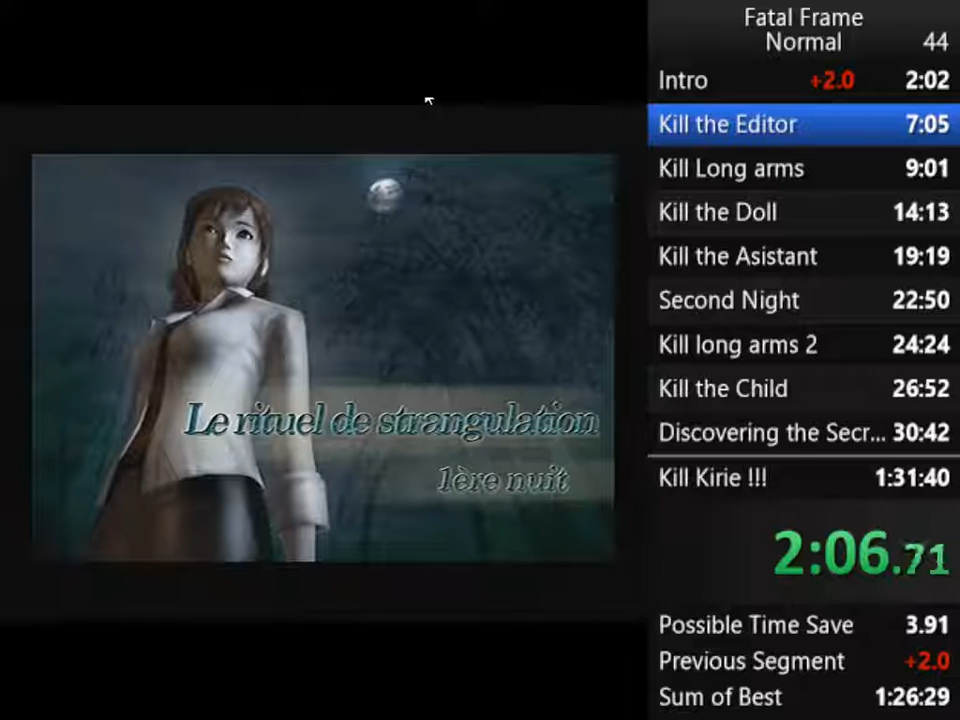 Fatal Frame
Normal 44
Intro +2.0 2:02
Kill the Editor 7:05
Kill Long arms 9:01
Kill the Doll 14:13
Kill the Asistant 19:19
Second Night 22:50
Kill long arms 2 24:24
Kill the Child 26:52
Discovering the Secr... 30:42
Kill Kirie !!! 1:31:40
2:06.71
Possible Time Save 3.91
Previous Segment +2.0
Sum of Best 1:26:29
Le rituel de strangulation
1ère nuit